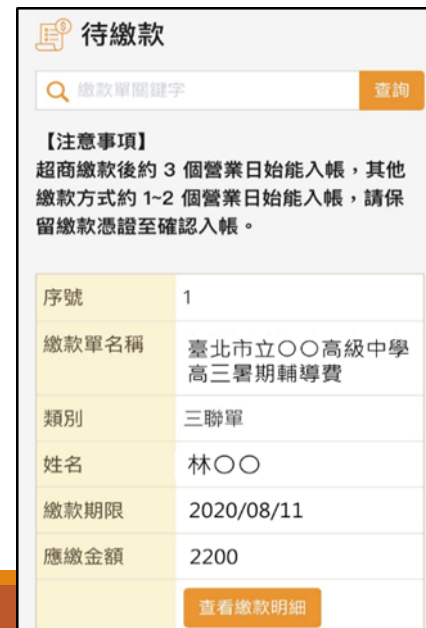 待繳款
繳款單關鍵字
查詢
【注意事項】
超商繳款後約 3 個營業日始能入帳，其他
繳款方式約 1~2 個營業日始能入帳，請保
留繳款憑證至確認入帳。
序號 1
繳款單名稱 臺北市立○○高級中學
高三暑期輔導費
類別 三聯單
姓名 林○○
繳款期限 2020/08/11
應繳金額 2200
查看繳款明細